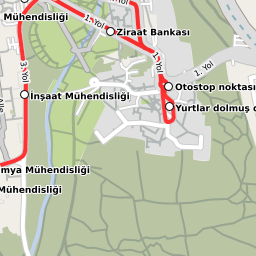 Mühendisliği
1. Yol
Ziraat Bankası
1. Yol
1. Yol
3. Yol
Otostop noktası
İnşaat Mühendisliği
Yurtlar dolmuş
Mühendisliği
Mühendisliği